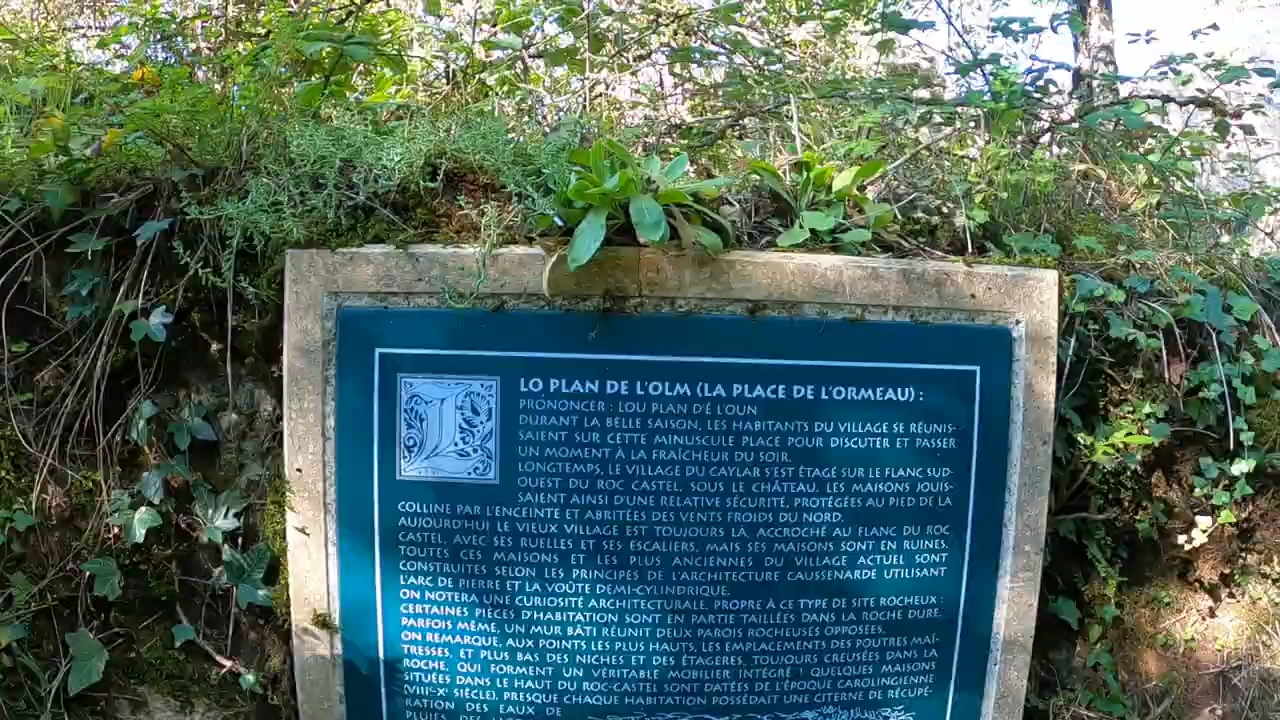 LO PLAN DE L'OLM (LA PLACE DE L'ORMEAU) :
PRONONCER : LOU PLAN D'É L'OUN
DURANT LA BELLE SAISON, LES HABITANTS DU VILLAGE SE RÉUNIS-
SAIENT SUR CETTE MINUSCULE PLACE POUR DISCUTER ET PASSER
UN MOMENT À LA FRAÎCHEUR DU SOIR.
LONGTEMPS, LE VILLAGE DU CAYLAR S'EST ÉTAGÉ SUR LE FLANC SUD-
OUEST DU ROC CASTEL, SOUS LE CHÂTEAU. LES MAISONS JOUIS-
SAIENT AINSI D'UNE RELATIVE SÉCURITÉ, PROTÉGÉES AU PIED DE LA
COLLINE PAR L'ENCEINTE ET ABRITÉES DES VENTS FROIDS DU NORD.
AUJOURD'HUI LE VIEUX VILLAGE EST TOUJOURS LA, ACCROCHÉ AU FLANC DU ROC
CASTEL, AVEC SES RUELLES ET SES ESCALIERS, MAIS SES MAISONS SONT EN RUINES.
TOUTES CES MAISONS ET LES PLUS ANCIENNES DU VILLAGE ACTUEL SONT
CONSTRUITES SELON LES PRINCIPES DE L'ARCHITECTURE CAUSSENARDE UTILISANT
L'ARC DE PIERRE ET LA VOÛTE DEMI-CYLINDRIQUE.
ON NOTERA UNE CURIOSITÉ ARCHITECTURALE, PROPRE À CE TYPE DE SITE ROCHEUX :
CERTAINES PIÈCES D'HABITATION SONT EN PARTIE TAILLÉES DANS LA ROCHE DURE.
PARFOIS MÊME, UN MUR BÂTI RÉUNIT DEUX PAROIS ROCHEUSES OPPOSÉES.
ON REMARQUE, AUX POINTS LES PLUS HAUTS, LES EMPLACEMENTS DES POUTRES MAÎ-
TRESSES, ET PLUS BAS DES NICHES ET DES ÉTAGERES, TOUJOURS CREUSÉES DANS LA
ROCHE, QUI FORMENT UN VÉRITABLE MOBILIER INTÉGRÉ ! QUELQUES MAISONS
SITUÉES DANS LE HAUT DU ROC-CASTEL SONT DATÉES DE L'ÉPOQUE CAROLINGIENNE
(VIIIᵉ-Xᵉ SIÈCLE). PRESQUE CHAQUE HABITATION POSSÉDAIT UNE CITERNE DE RÉCUPÉ-
RATION DES EAUX DE
PLUIES DES